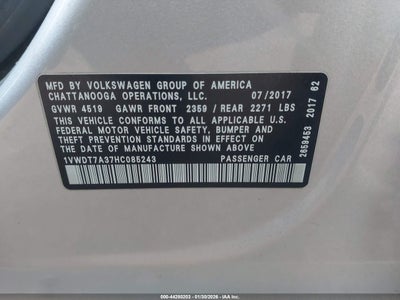 MFD BY VOLKSWAGEN GROUP OF AMERICA
CHATTANOOGA OPERATIONS, LLC. 07/2017
GVWR 4519 GAWR FRONT 2359 / REAR 2271 LBS
THIS VEHICLE CONFORMS TO ALL APPLICABLE U.S.
FEDERAL MOTOR VEHICLE SAFETY, BUMPER AND
THEFT PREVENTION STANDARDS IN EFFECT ON
THE DATE OF MANUFACTURE SHOWN ABOVE
1VWDT7A37HC085243 PASSENGER CAR
2659453 2017 62
000-44280203 - 01/30/2026 - IAA